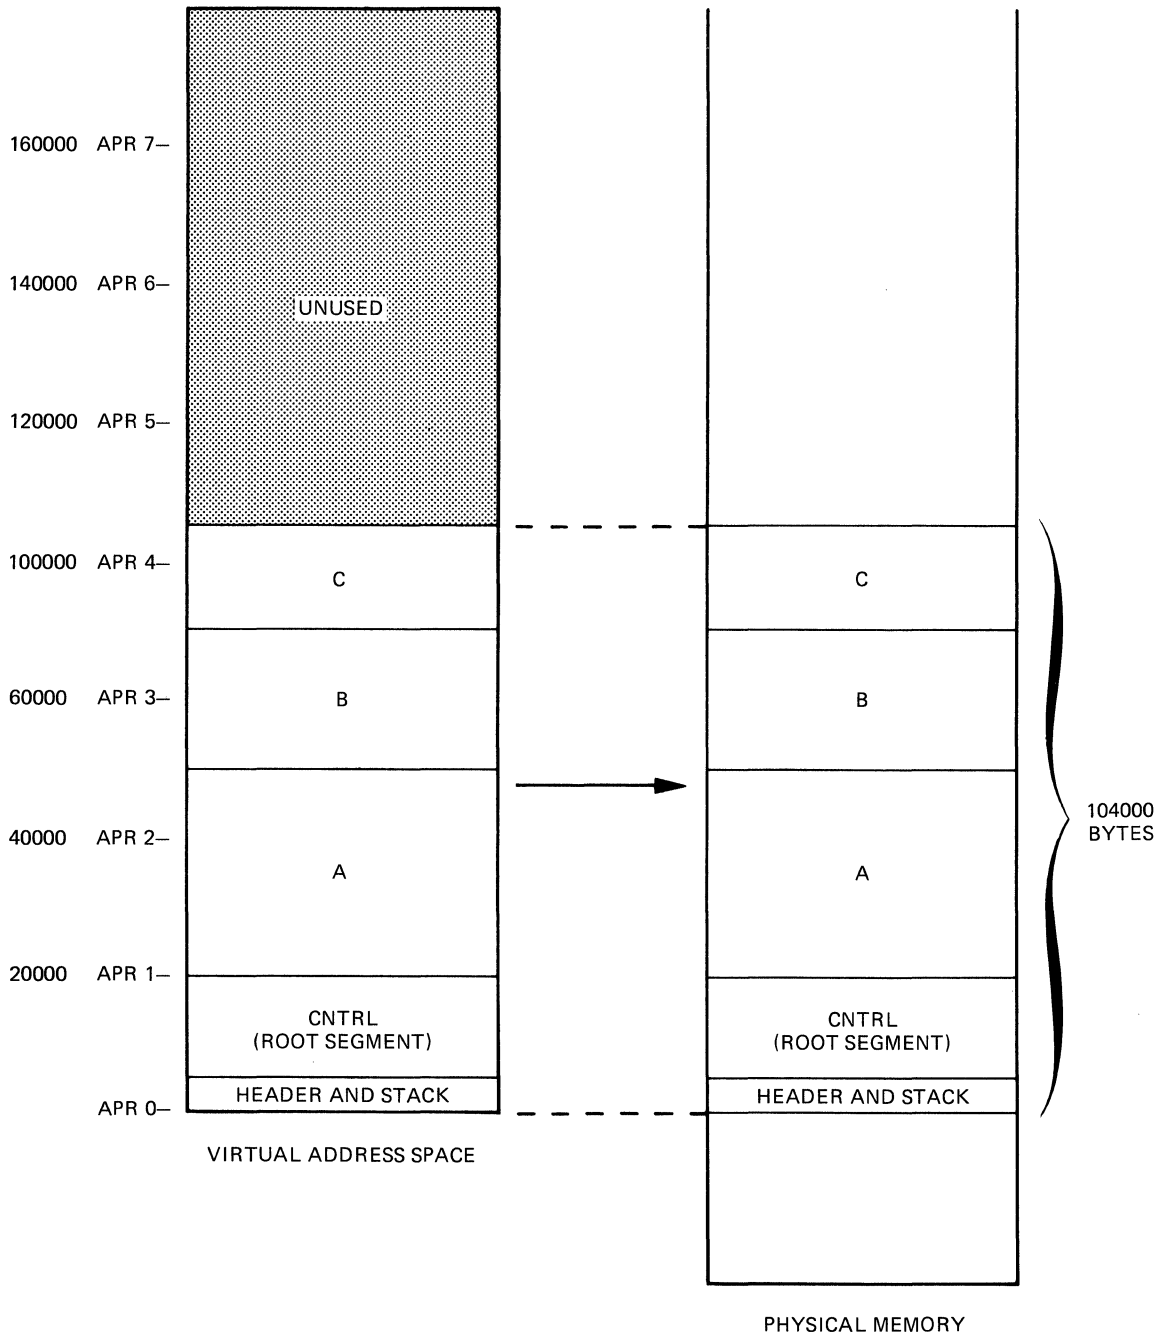 160000 APR 7–
140000 APR 6–
UNUSED
120000 APR 5–
100000 APR 4–
C
C
60000 APR 3–
B
B
104000
BYTES
40000 APR 2–
A
A
20000 APR 1–
CNTRL
(ROOT SEGMENT)
CNTRL
(ROOT SEGMENT)
HEADER AND STACK
HEADER AND STACK
APR 0–
VIRTUAL ADDRESS SPACE
PHYSICAL MEMORY